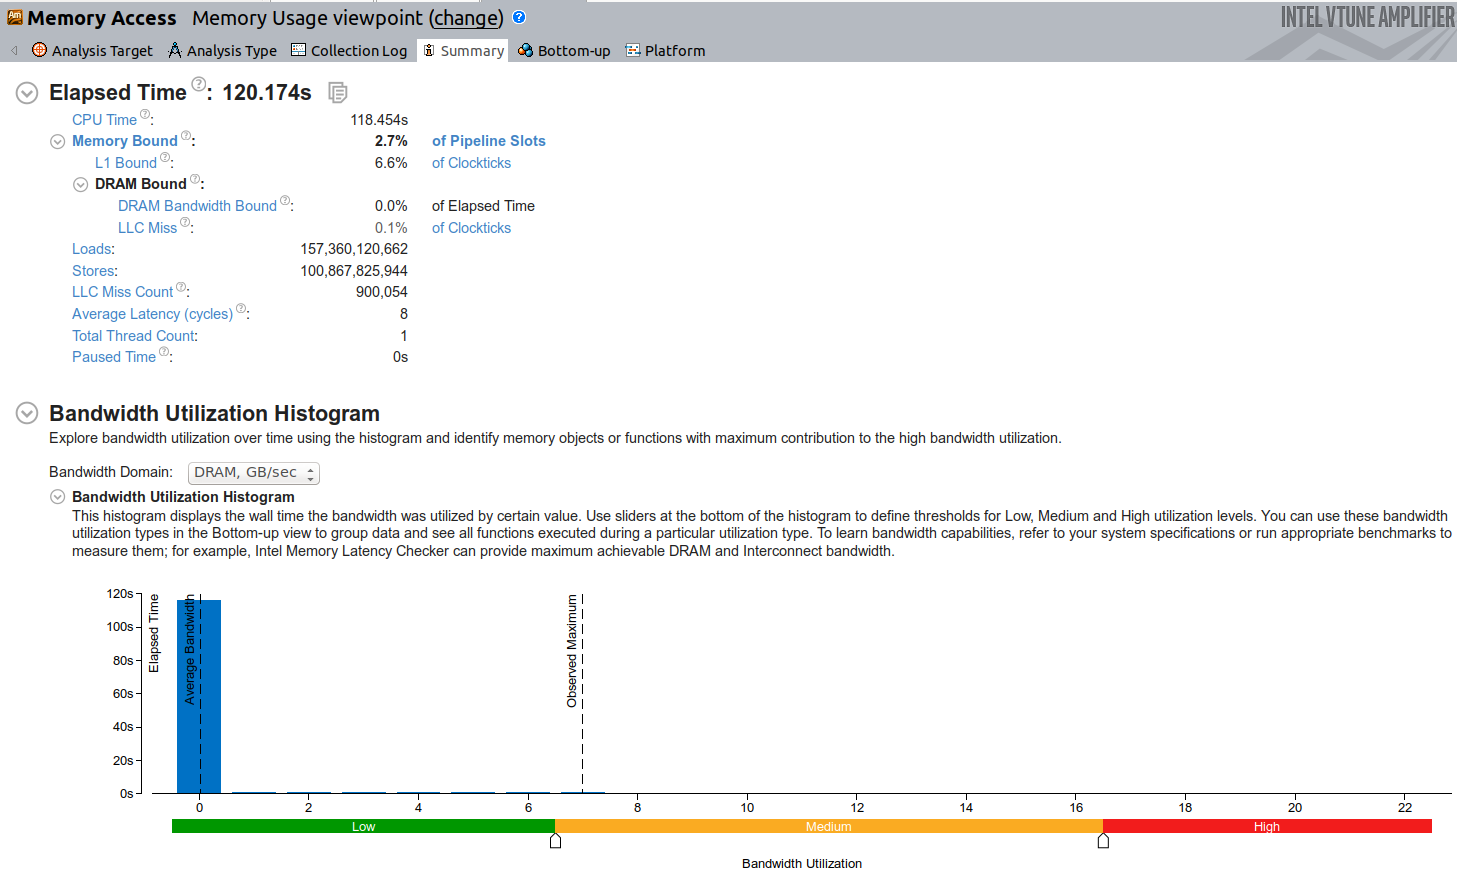 Am Memory Access Memory Usage viewpoint (change) ?
INTEL VTUNE AMPLIFIER
Analysis Target Analysis Type Collection Log Summary Bottom-up Platform
Elapsed Time ?: 120.174s
CPU Time ?: 118.454s
Memory Bound ?: 2.7% of Pipeline Slots
L1 Bound ?: 6.6% of Clockticks
DRAM Bound ?:
DRAM Bandwidth Bound ?: 0.0% of Elapsed Time
LLC Miss ?: 0.1% of Clockticks
Loads: 157,360,120,662
Stores: 100,867,825,944
LLC Miss Count ?: 900,054
Average Latency (cycles) ?: 8
Total Thread Count: 1
Paused Time ?: 0s
Bandwidth Utilization Histogram
Explore bandwidth utilization over time using the histogram and identify memory objects or functions with maximum contribution to the high bandwidth utilization.
Bandwidth Domain: DRAM, GB/sec
Bandwidth Utilization Histogram
This histogram displays the wall time the bandwidth was utilized by certain value. Use sliders at the bottom of the histogram to define thresholds for Low, Medium and High utilization levels. You can use these bandwidth
utilization types in the Bottom-up view to group data and see all functions executed during a particular utilization type. To learn bandwidth capabilities, refer to your system specifications or run appropriate benchmarks to
measure them; for example, Intel Memory Latency Checker can provide maximum achievable DRAM and Interconnect bandwidth.
120s
100s
80s
60s
40s
20s
0s
Elapsed Time
Average Bandwidth
Observed Maximum
0 2 4 6 8 10 12 14 16 18 20 22
Low Medium High
Bandwidth Utilization